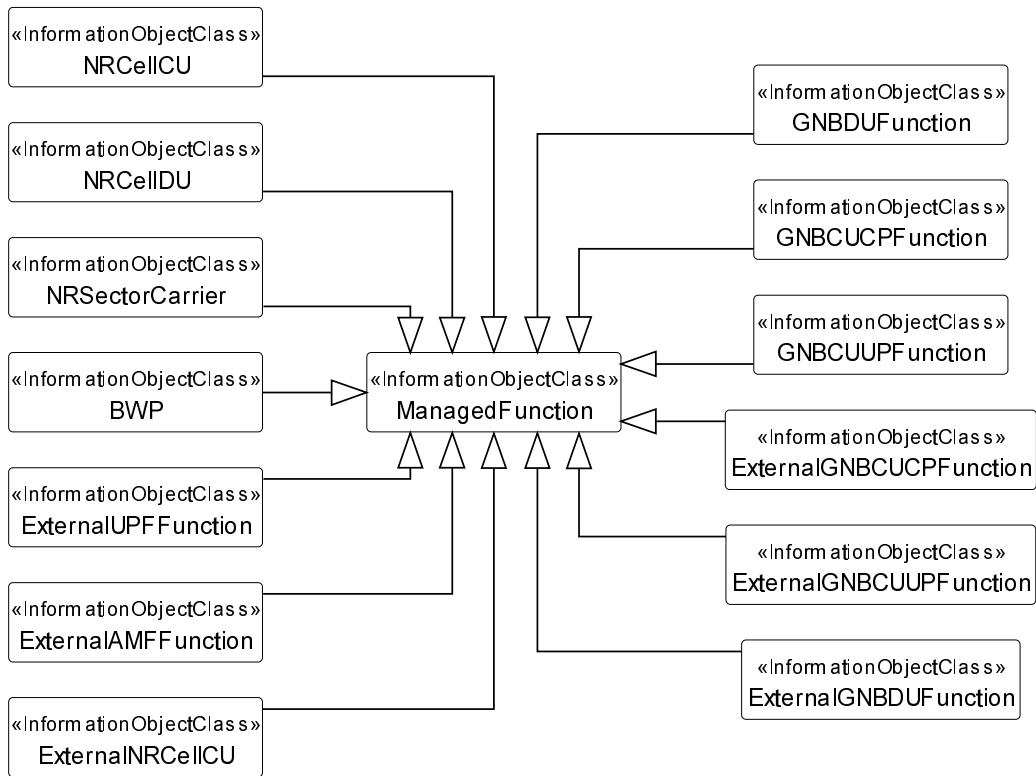 «InformationObjectClass»
NRCellCU
«InformationObjectClass»
NRCellDU
«InformationObjectClass»
NRSectorCarrier
«InformationObjectClass»
BWP
«InformationObjectClass»
ExternalUPFFunction
«InformationObjectClass»
ExternalAMFFunction
«InformationObjectClass»
ExternalNRCellCU
«InformationObjectClass»
ManagedFunction
«InformationObjectClass»
GNBDUFunction
«InformationObjectClass»
GNBCUCPFunction
«InformationObjectClass»
GNBCUUPFunction
«InformationObjectClass»
ExternalGNBCUCPFunction
«InformationObjectClass»
ExternalGNBCUUPFunction
«InformationObjectClass»
ExternalGNBDUFunction